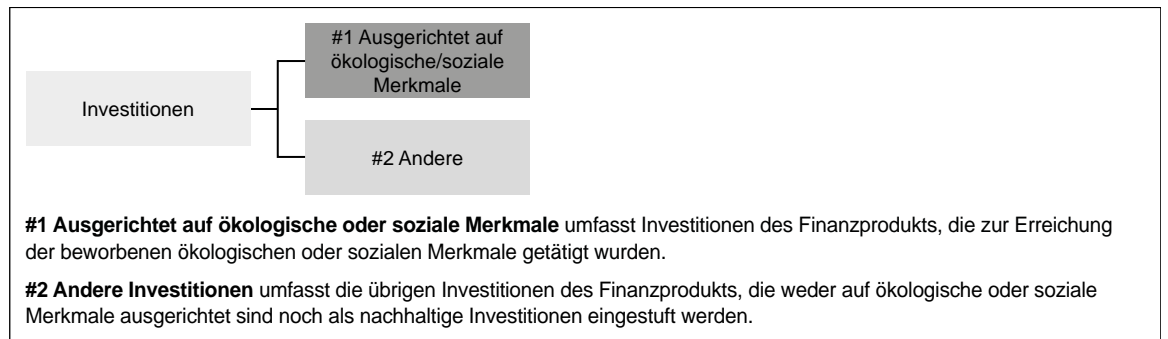 #1 Ausgerichtet auf
ökologische/soziale
Merkmale
Investitionen
#2 Andere
#1 Ausgerichtet auf ökologische oder soziale Merkmale umfasst Investitionen des Finanzprodukts, die zur Erreichung
der beworbenen ökologischen oder sozialen Merkmale getätigt wurden.
#2 Andere Investitionen umfasst die übrigen Investitionen des Finanzprodukts, die weder auf ökologische oder soziale
Merkmale ausgerichtet sind noch als nachhaltige Investitionen eingestuft werden.